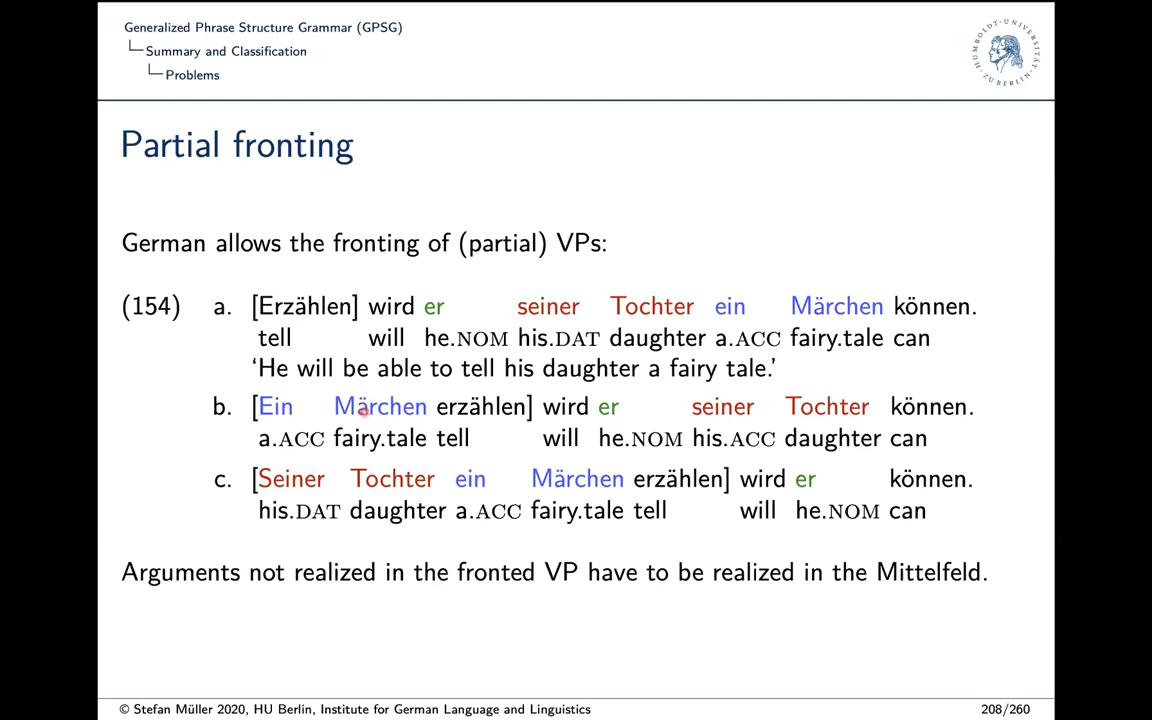 Generalized Phrase Structure Grammar (GPSG)
Summary and Classification
Problems
HUMBOLDT-UNIVERSITÄT ZU BERLIN
Partial fronting
German allows the fronting of (partial) VPs:
(154) a. [Erzählen] wird er seiner Tochter ein Märchen können.
tell will he.NOM his.DAT daughter a.ACC fairy.tale can
‘He will be able to tell his daughter a fairy tale.’
b. [Ein Märchen erzählen] wird er seiner Tochter können.
a.ACC fairy.tale tell will he.NOM his.ACC daughter can
c. [Seiner Tochter ein Märchen erzählen] wird er können.
his.DAT daughter a.ACC fairy.tale tell will he.NOM can
Arguments not realized in the fronted VP have to be realized in the Mittelfeld.
© Stefan Müller 2020, HU Berlin, Institute for German Language and Linguistics 208/260